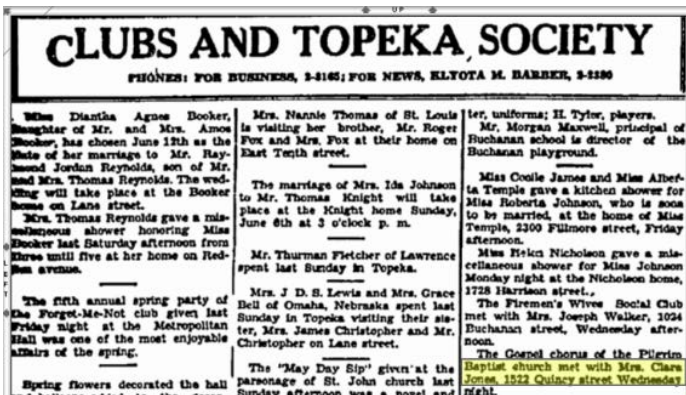 UP
CLUBS AND TOPEKA SOCIETY
PHONES: FOR BUSINESS, 2-3165; FOR NEWS, KLYOTA M. BARBER, 2-2380
Miss Diantha Agnes Booker,
daughter of Mr. and Mrs. Amos
Booker, has chosen June 12th as the
date of her marriage to Mr. Ray-
mond Jordan Reynolds, son of Mr.
and Mrs. Thomas Reynolds. The wed-
ding will take place at the Booker
home on Lane street.
Mrs. Thomas Reynolds gave a mis-
cellaneous shower honoring Miss
Booker last Saturday afternoon from
three until five at her home on Red-
avenue.
The fifth annual spring party of
the Forget-Me-Not club given last
Friday night at the Metropolitan
Hall was one of the most enjoyable
affairs of the spring.
Spring flowers decorated the hall
Mrs. Nannie Thomas of St. Louis
is visiting her brother, Mr. Roger
Fox and Mrs. Fox at their home on
East Tenth street.
The marriage of Mrs. Ida Johnson
to Mr. Thomas Knight will take
place at the Knight home Sunday,
June 6th at 3 o'clock p. m.
Mr. Thurman Fletcher of Lawrence
spent last Sunday in Topeka.
Mrs. J D. S. Lewis and Mrs. Grace
Bell of Omaha, Nebraska spent last
Sunday in Topeka visiting their sis-
ter, Mrs. James Christopher and Mr.
Christopher on Lane street.
The "May Day Sip" given at the
parsonage of St. John church last
Sunday afternoon was a novel and
ter, uniforms; H. Tyler, players.
Mr. Morgan Maxwell, principal of
Buchanan school is director of the
Buchanan playground.
Miss Coolie James and Miss Alber-
ta Temple gave a kitchen shower for
Miss Roberta Johnson, who is soon
to be married, at the home of Miss
Temple, 2300 Fillmore street, Friday
afternoon.
Miss Helen Nicholson gave a mis-
cellaneous shower for Miss Johnson
Monday night at the Nicholson home,
1728 Harrison street.
The Firemen's Wives Social Club
met with Mrs. Joseph Walker, 1024
Buchanan street, Wednesday after-
noon.
The Gospel chorus of the Pilgrim
Baptist church met with Mrs. Clara
Jones, 1522 Quincy street Wednesday
night.
LEFT